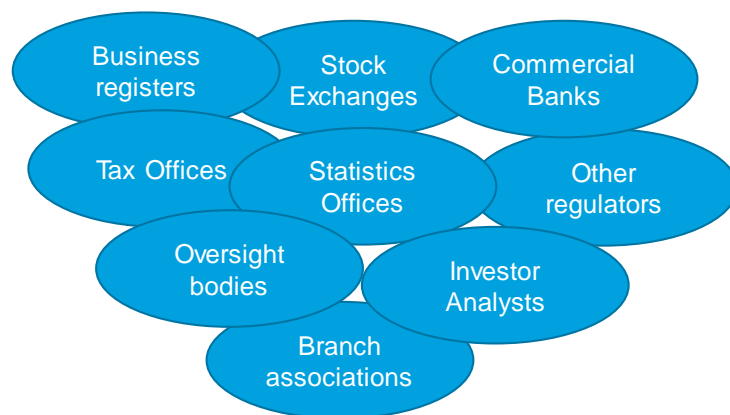 Business
registers
Stock
Exchanges
Commercial
Banks
Tax Offices
Statistics
Offices
Other
regulators
Oversight
bodies
Investor
Analysts
Branch
associations